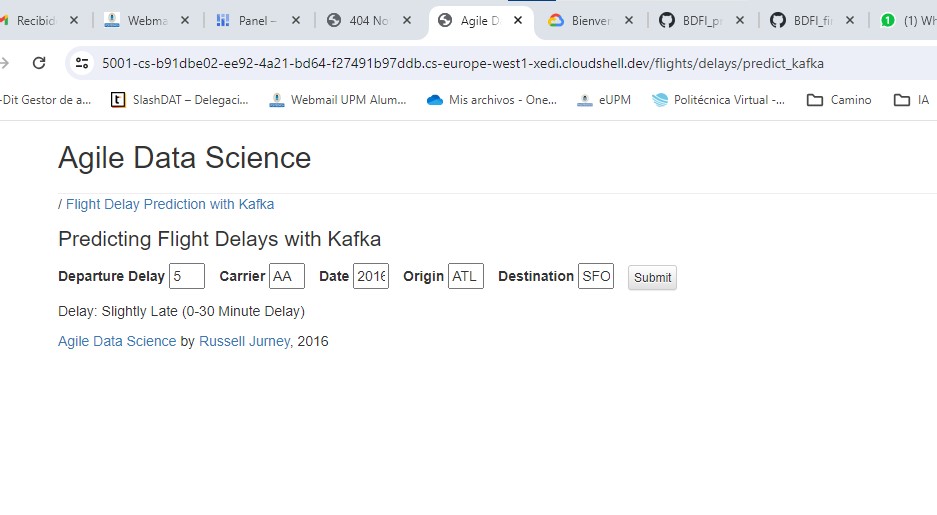 Recibid Webma Panel – 404 No Agile D Bienver BDFI_pr BDFI_fir (1) Wh
5001-cs-b91dbe02-ee92-4a21-bd64-f27491b97ddb.cs-europe-west1-xedi.cloudshell.dev/flights/delays/predict_kafka
-Dit Gestor de a... SlashDAT – Delegaci... Webmail UPM Alum... Mis archivos - One... eUPM Politécnica Virtual -... Camino IA
Agile Data Science
/ Flight Delay Prediction with Kafka
Predicting Flight Delays with Kafka
Departure Delay 5 Carrier AA Date 2016 Origin ATL Destination SFO Submit
Delay: Slightly Late (0-30 Minute Delay)
Agile Data Science by Russell Jurney, 2016